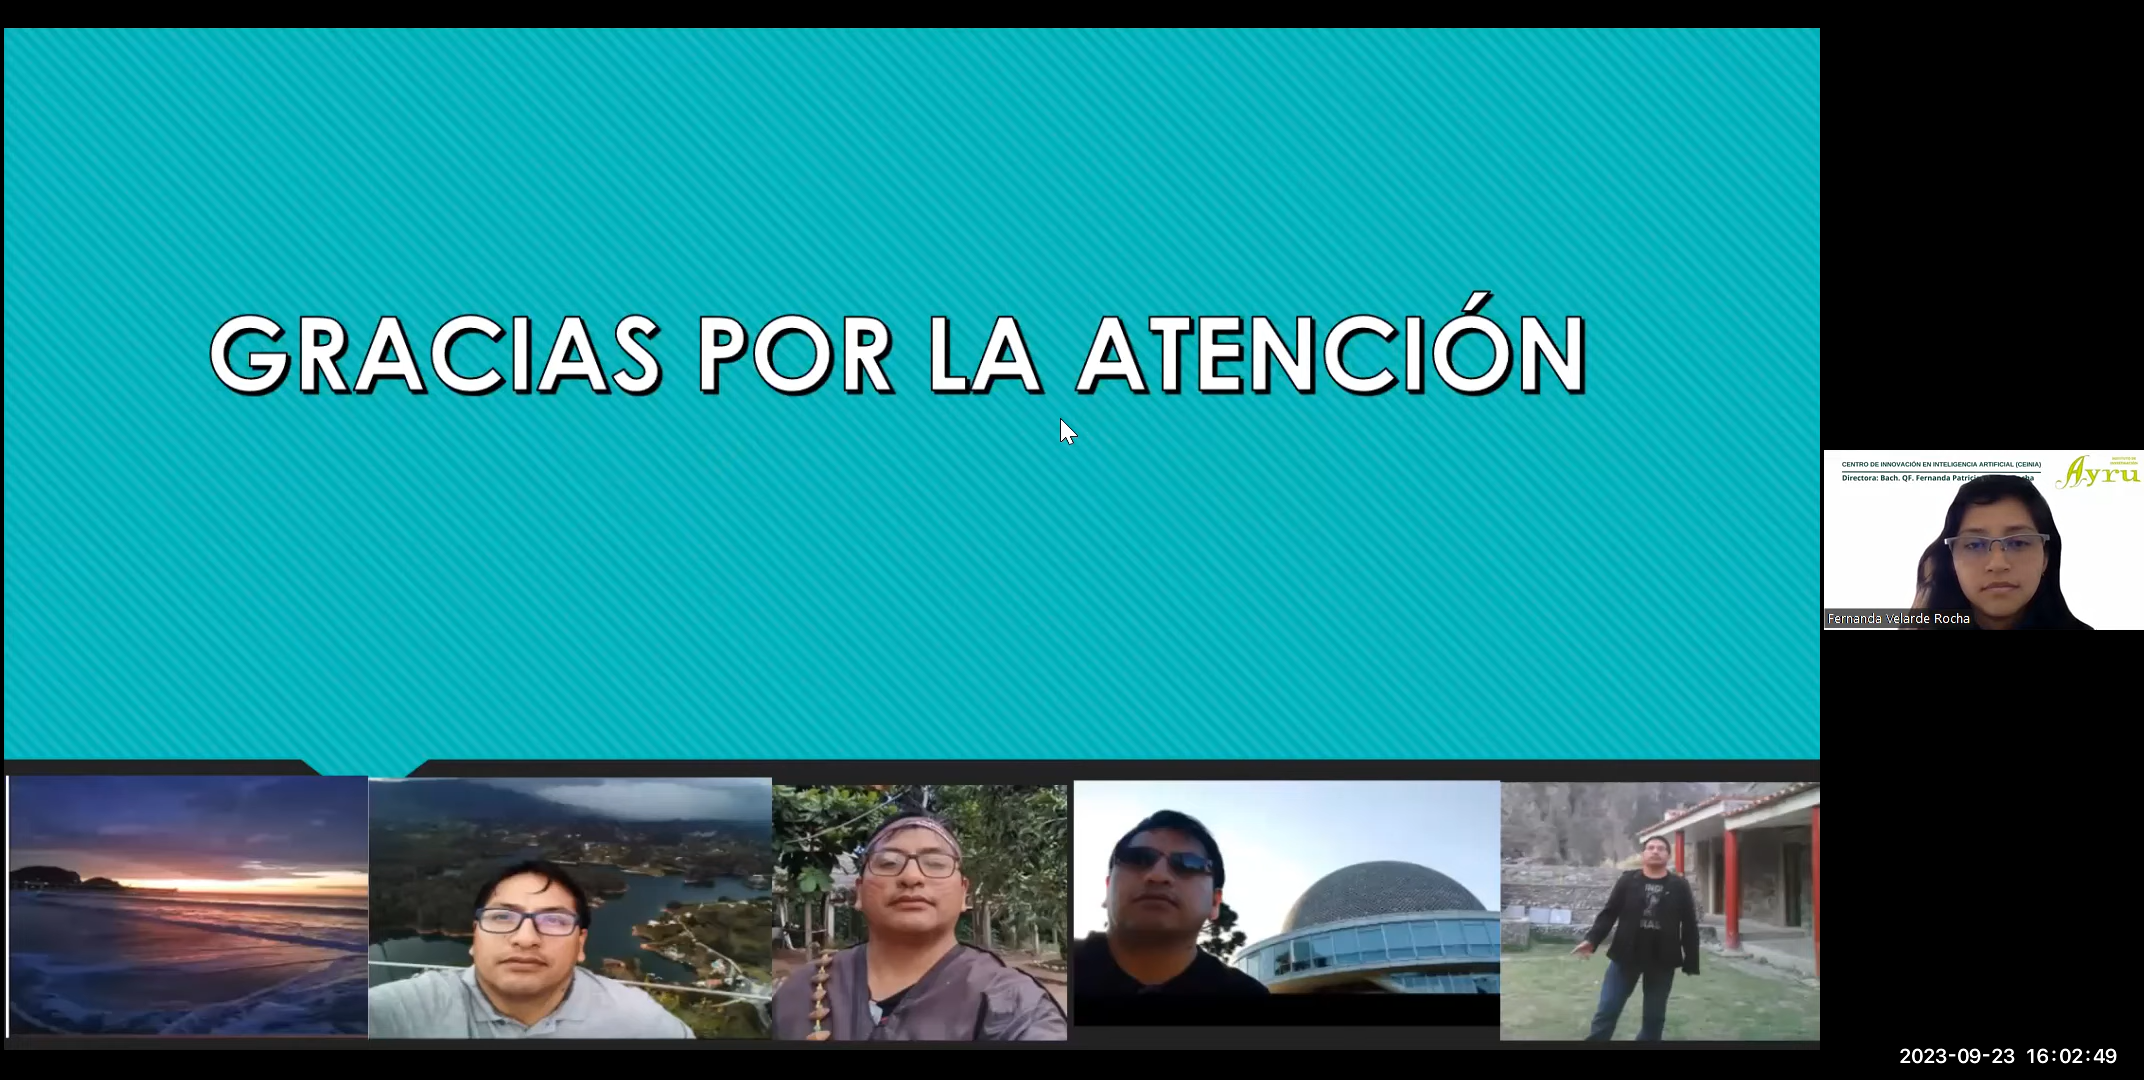 GRACIAS POR LA ATENCIÓN
CENTRO DE INNOVACIÓN EN INTELIGENCIA ARTIFICIAL (CEINIA)
Directora: Bach. QF. Fernanda
Ayru
Fernanda Velarde Rocha
2023-09-23 16:02:49